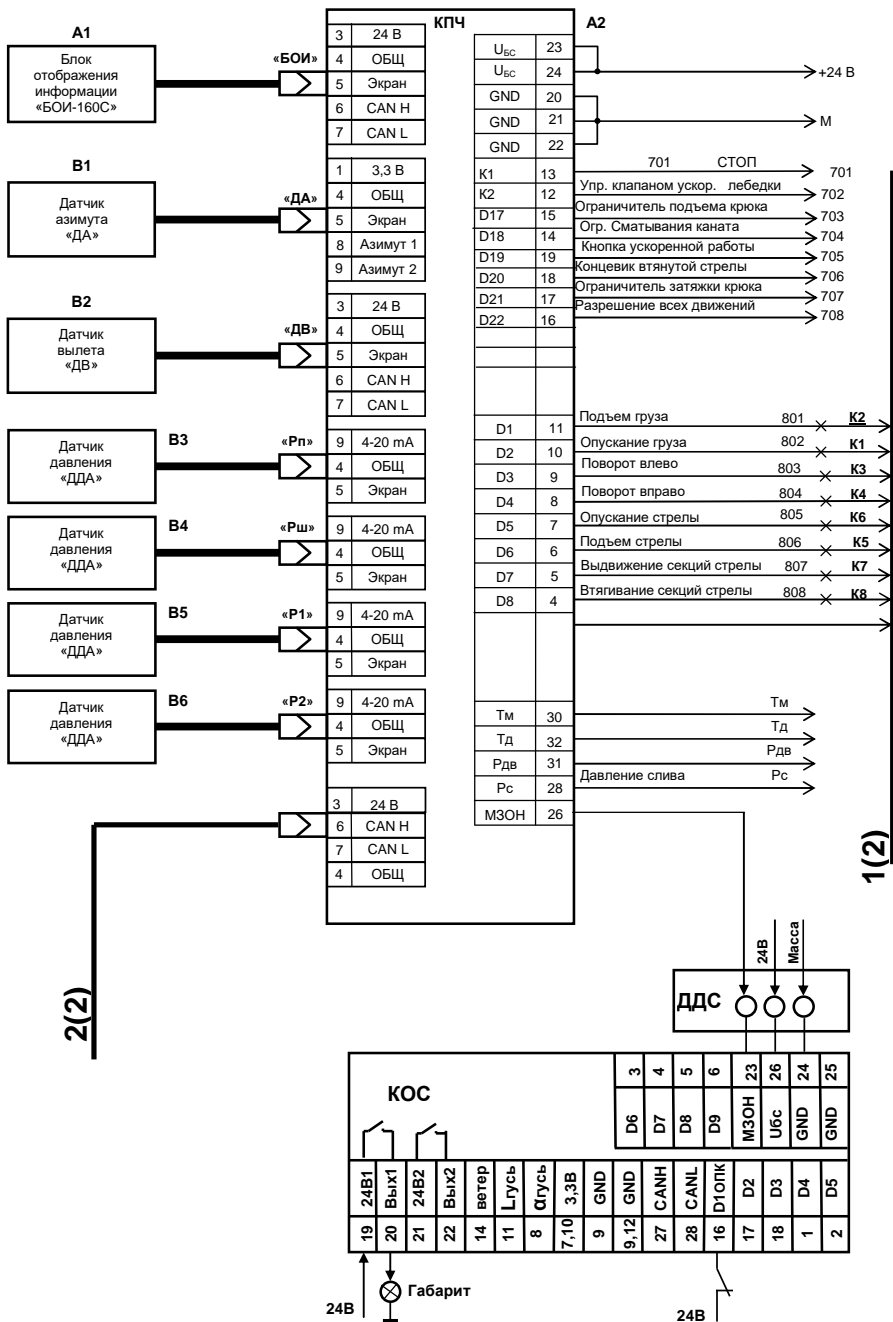 КПЧ
A2
A1
Блок
отображения
информации
«БОИ-160С»
«БОИ»
3 24 В
4 ОБЩ
5 Экран
6 CAN H
7 CAN L
B1
Датчик
азимута
«ДА»
«ДА»
1 3,3 В
4 ОБЩ
5 Экран
8 Азимут 1
9 Азимут 2
B2
Датчик
вылета
«ДВ»
«ДВ»
3 24 В
4 ОБЩ
5 Экран
6 CAN H
7 CAN L
Датчик
давления
«ДДА»
B3
«Рп»
9 4-20 mA
4 ОБЩ
5 Экран
Датчик
давления
«ДДА»
B4
«Рш»
9 4-20 mA
4 ОБЩ
5 Экран
Датчик
давления
«ДДА»
B5
«Р1»
9 4-20 mA
4 ОБЩ
5 Экран
Датчик
давления
«ДДА»
B6
«Р2»
9 4-20 mA
4 ОБЩ
5 Экран
3 24 В
6 CAN H
7 CAN L
4 ОБЩ
2(2)
UБС 23
UБС 24 +24 В
GND 20
GND 21 М
GND 22
К1 13 701 СТОП 701
К2 12 Упр. клапаном ускор. лебедки 702
D17 15 Ограничитель подъема крюка 703
D18 14 Огр. Сматывания каната 704
D19 19 Кнопка ускоренной работы 705
D20 18 Концевик втянутой стрелы 706
D21 17 Ограничитель затяжки крюка 707
D22 16 Разрешение всех движений 708
D1 11 Подъем груза 801 К2
D2 10 Опускание груза 802 К1
D3 9 Поворот влево 803 К3
D4 8 Поворот вправо 804 К4
D5 7 Опускание стрелы 805 К6
D6 6 Подъем стрелы 806 К5
D7 5 Выдвижение секций стрелы 807 К7
D8 4 Втягивание секций стрелы 808 К8
Тм 30 Тм
Тд 32 Тд
Рдв 31 Рдв
Рс 28 Давление слива Рс
МЗОН 26
1(2)
24В
Масса
ДДС
КОС
3 4 5 6 23 26 24 25
D6 D7 D8 D9 МЗОН Uбс GND GND
24В1 Вых1 24В2 Вых2 ветер Lгусь αгусь 3,3В GND GND CANH CANL D1ОПК D2 D3 D4 D5
19 20 21 22 14 11 8 7,10 9 9,12 27 28 16 17 18 1 2
Габарит
24В
24В